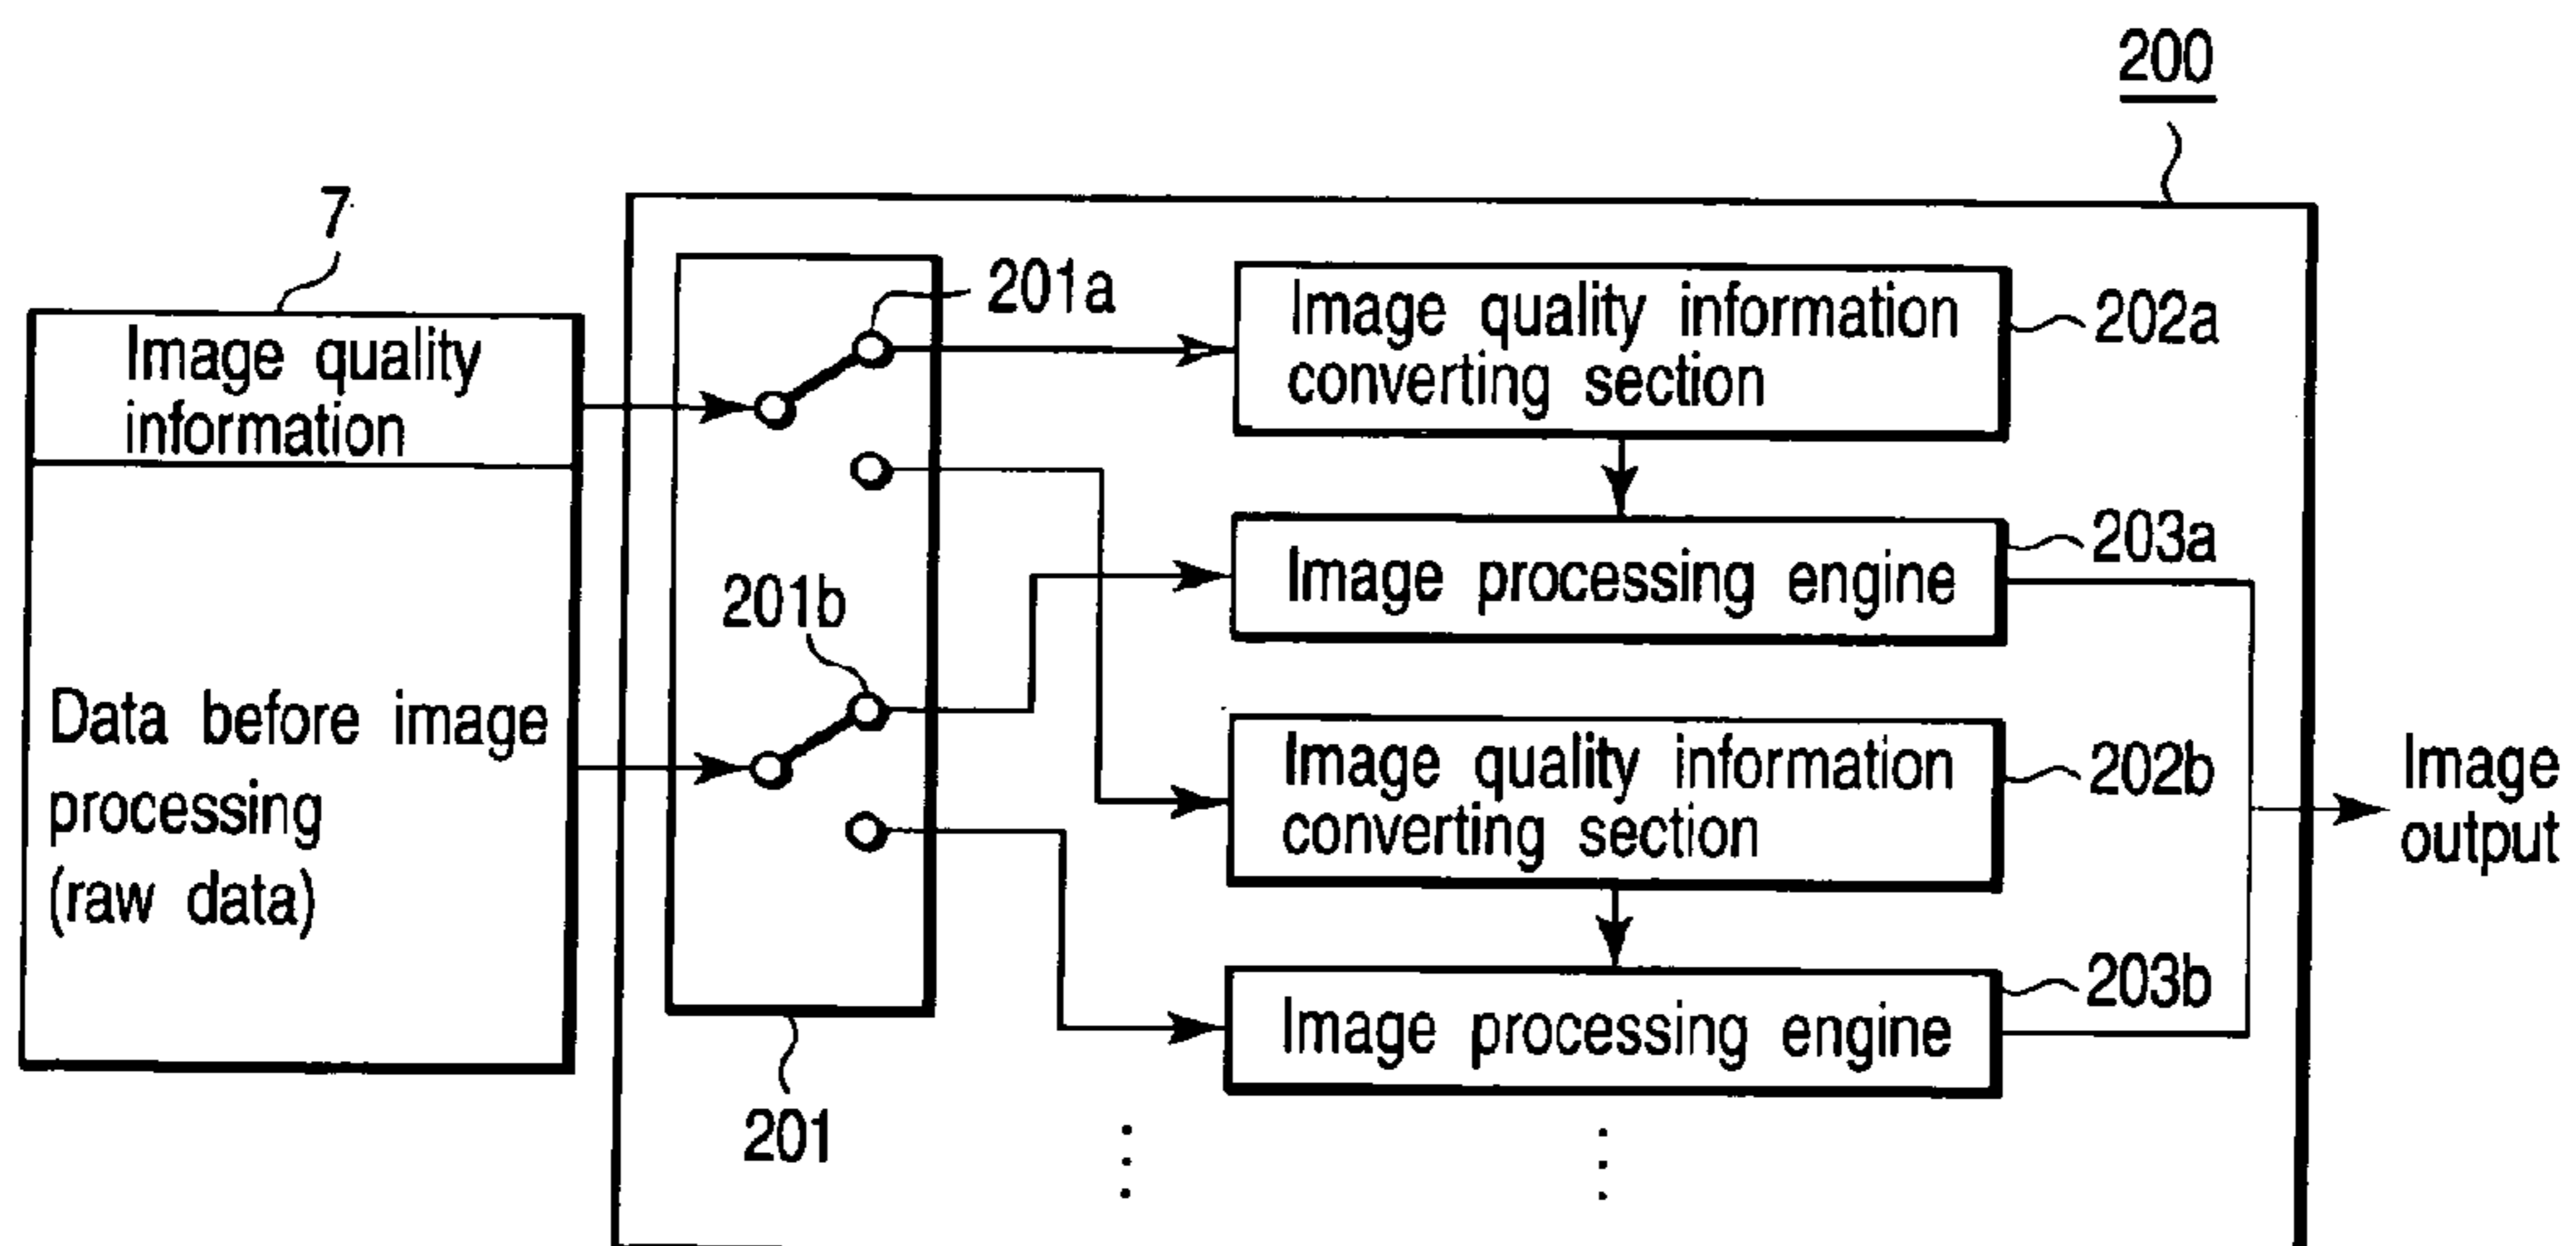 200
7
Image quality
information
Data before image
processing
(raw data)
201a
201b
201
Image quality information
converting section
202a
Image processing engine
203a
Image quality information
converting section
202b
Image processing engine
203b
Image
output